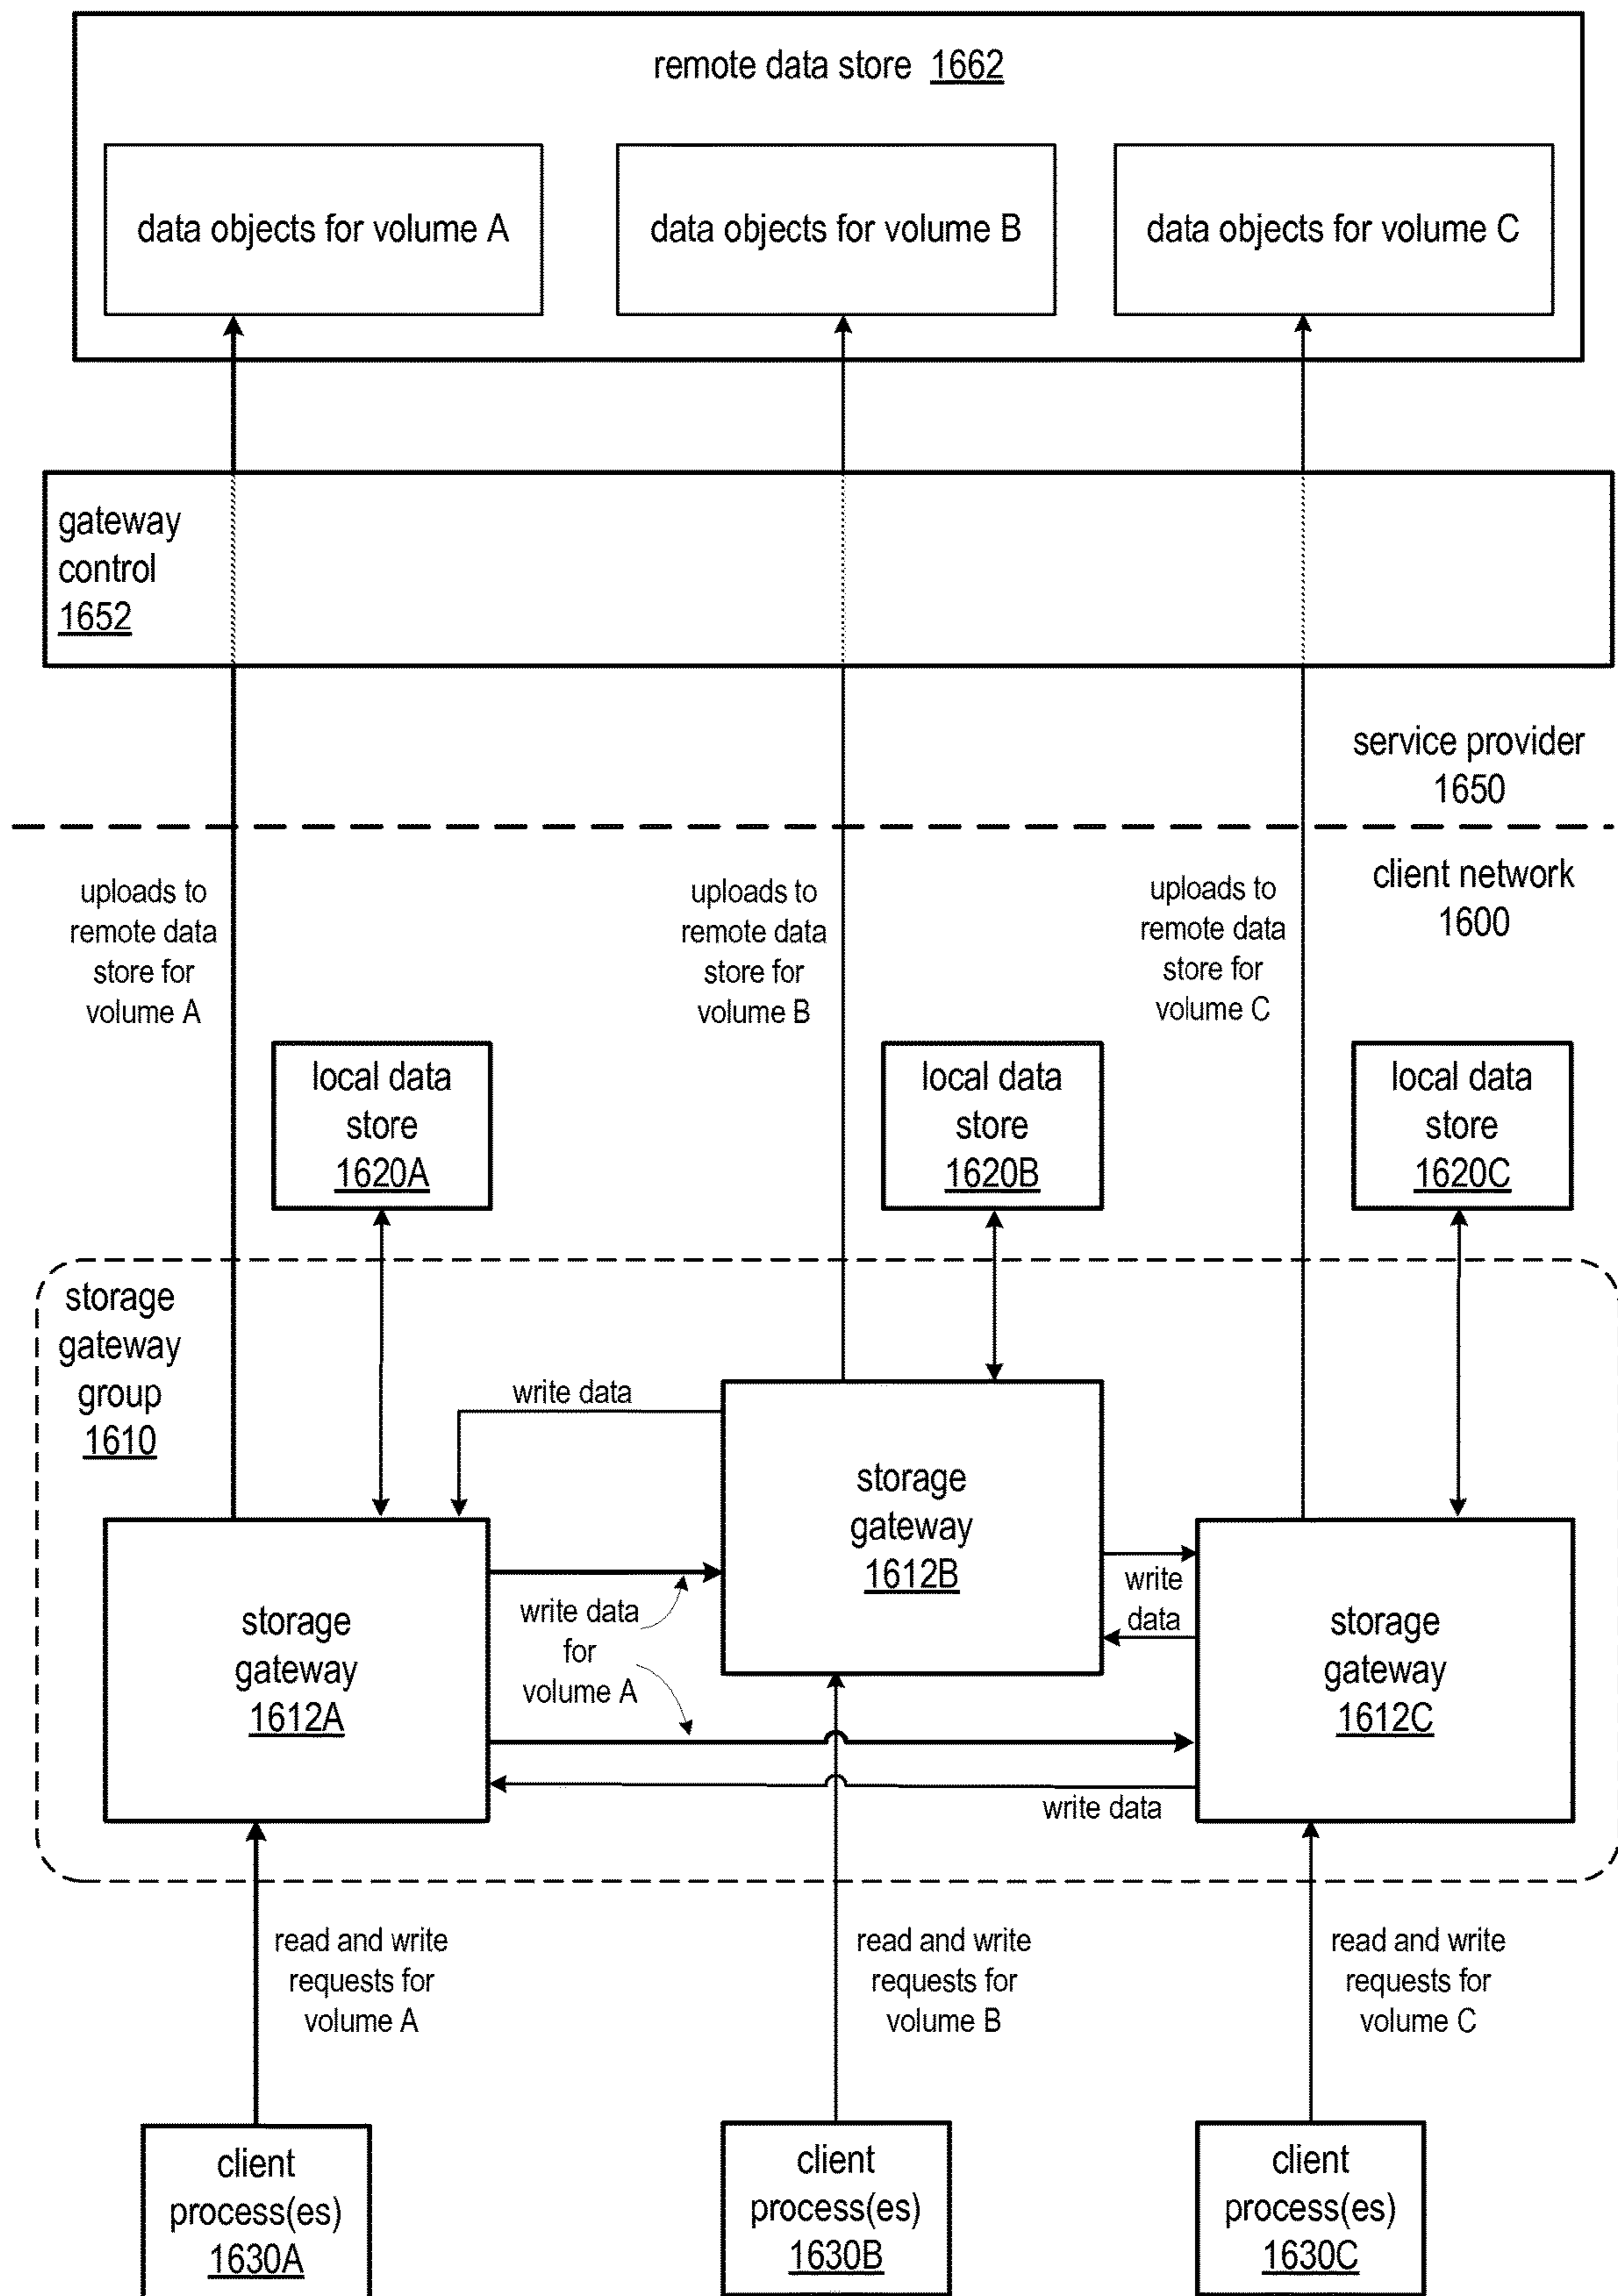 remote data store 1662
data objects for volume A
data objects for volume B
data objects for volume C
gateway
control
1652
service provider
1650
client network
1600
uploads to
remote data
store for
volume A
uploads to
remote data
store for
volume B
uploads to
remote data
store for
volume C
local data
store
1620A
local data
store
1620B
local data
store
1620C
storage
gateway
group
1610
write data
storage
gateway
1612B
write
data
storage
gateway
1612A
write data
for
volume A
storage
gateway
1612C
write data
read and write
requests for
volume A
read and write
requests for
volume B
read and write
requests for
volume C
client
process(es)
1630A
client
process(es)
1630B
client
process(es)
1630C